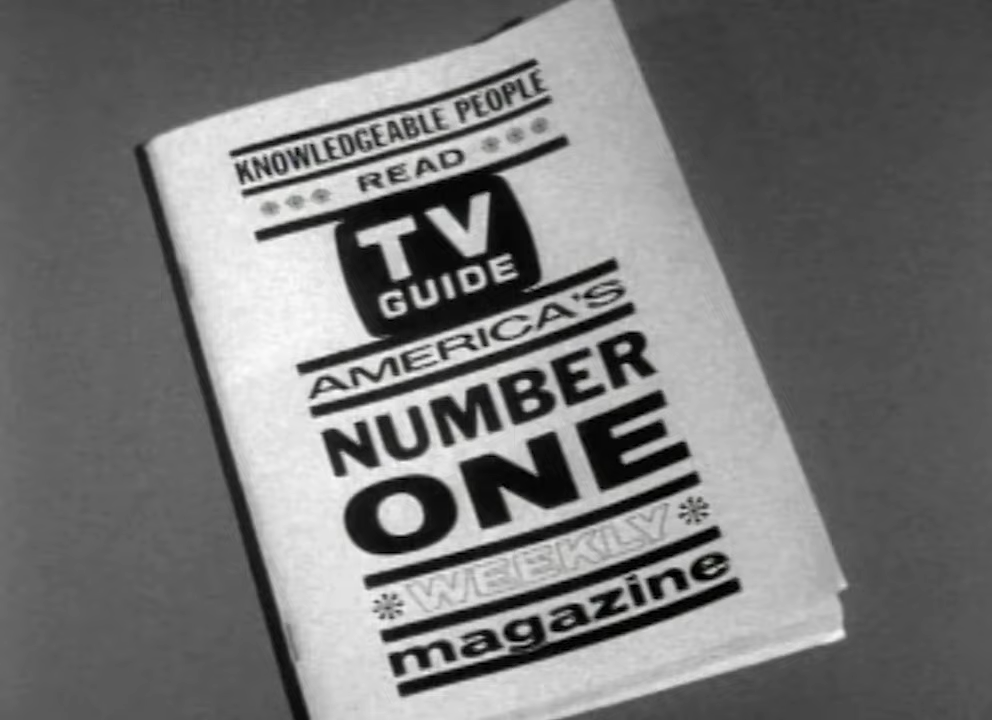 KNOWLEDGEABLE PEOPLE
READ
TV
GUIDE
AMERICA'S
NUMBER
ONE
WEEKLY
magazine